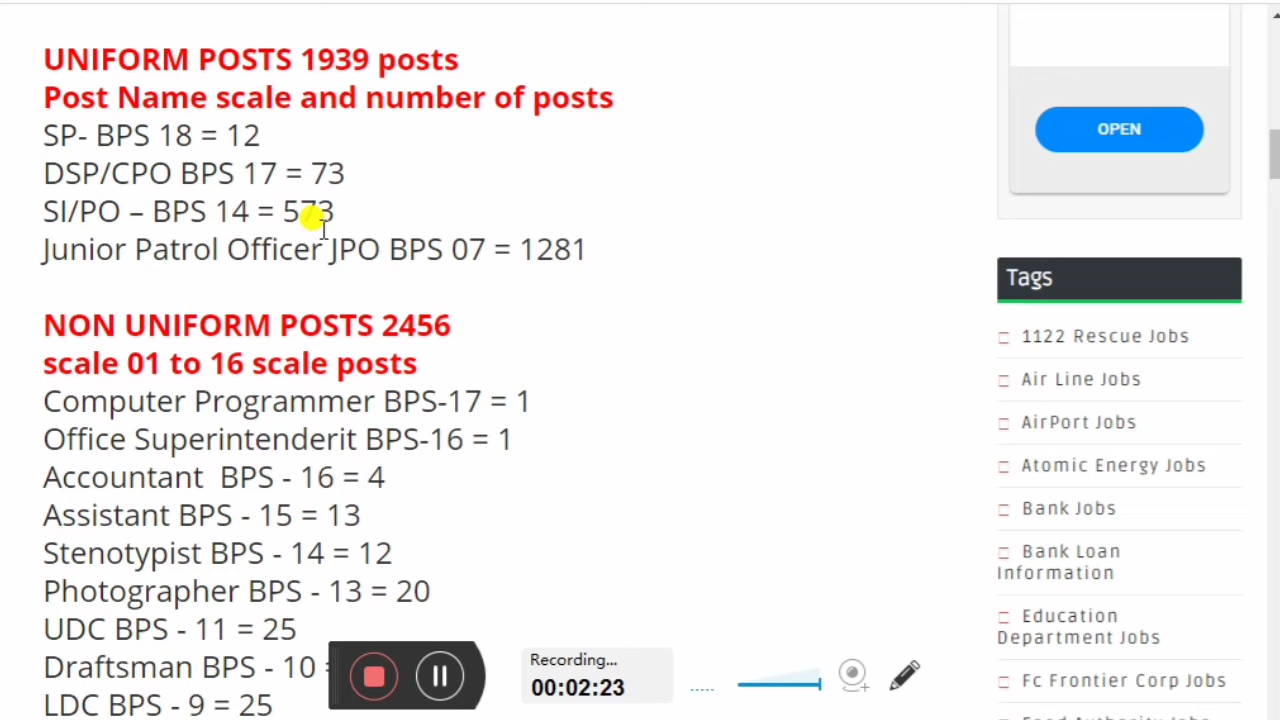 UNIFORM POSTS 1939 posts
Post Name scale and number of posts
SP- BPS 18 = 12
DSP/CPO BPS 17 = 73
SI/PO – BPS 14 = 573
Junior Patrol Officer JPO BPS 07 = 1281
NON UNIFORM POSTS 2456
scale 01 to 16 scale posts
Computer Programmer BPS-17 = 1
Office Superintenderit BPS-16 = 1
Accountant BPS - 16 = 4
Assistant BPS - 15 = 13
Stenotypist BPS - 14 = 12
Photographer BPS - 13 = 20
UDC BPS - 11 = 25
Draftsman BPS - 10
LDC BPS - 9 = 25
Recording...
00:02:23
OPEN
Tags
1122 Rescue Jobs
Air Line Jobs
AirPort Jobs
Atomic Energy Jobs
Bank Jobs
Bank Loan
Information
Education
Department Jobs
Fc Frontier Corp Jobs